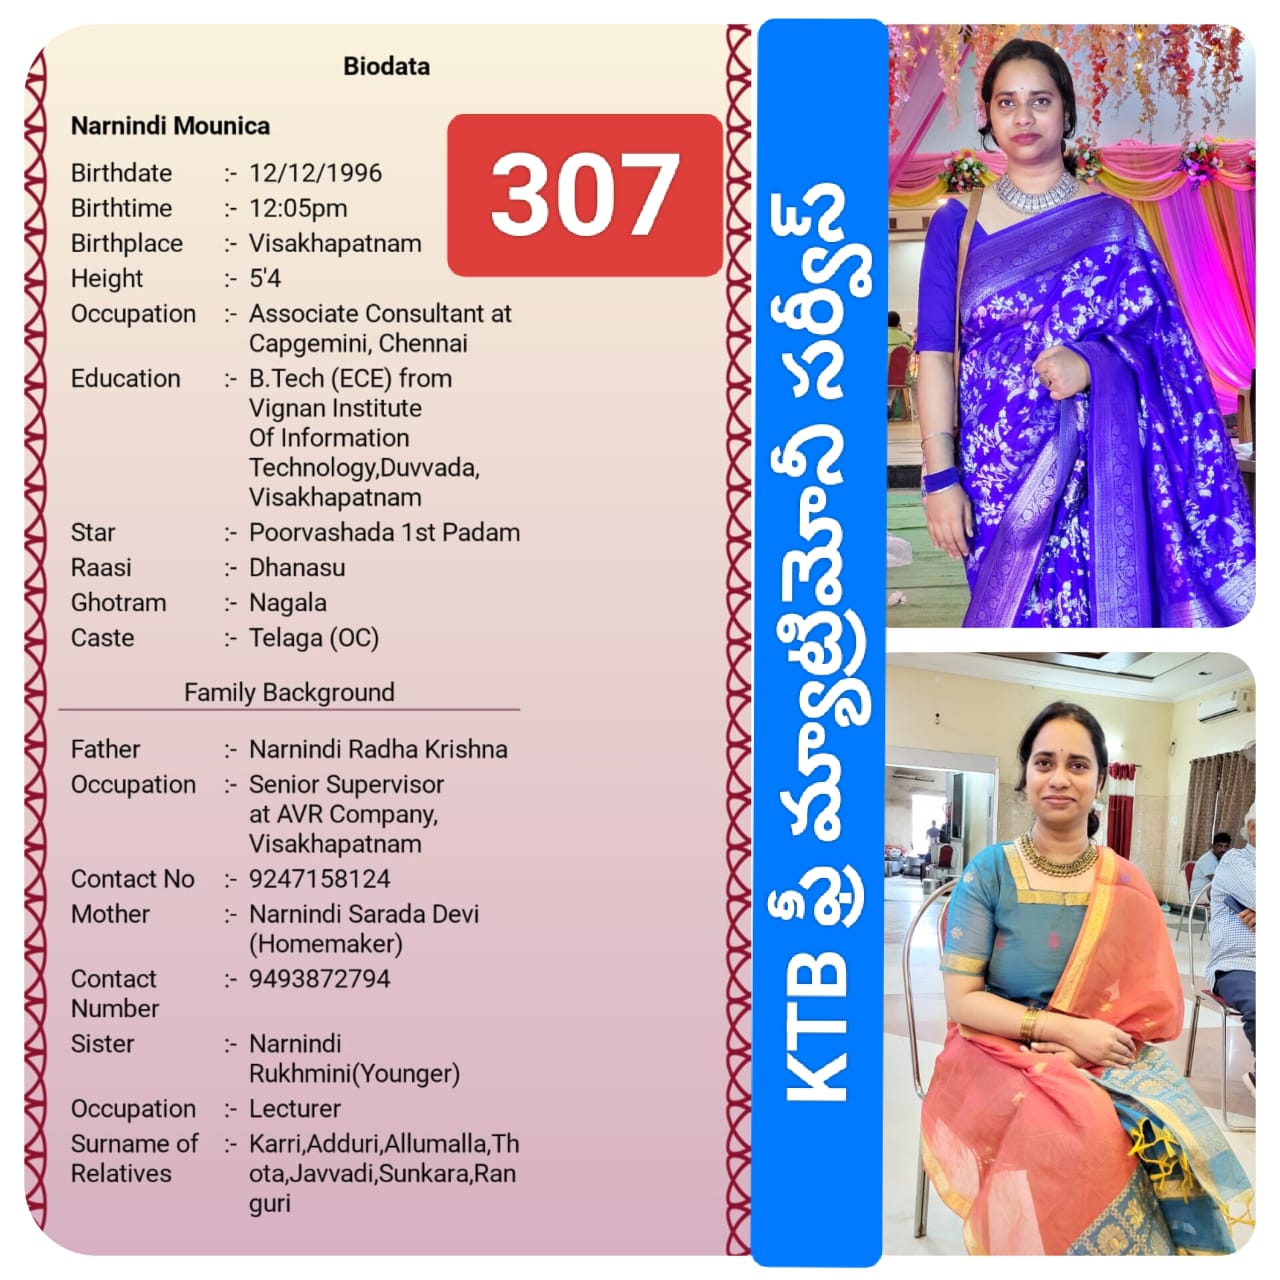 Biodata
Narnindi Mounica
307
Birthdate :- 12/12/1996
Birthtime :- 12:05pm
Birthplace :- Visakhapatnam
Height :- 5'4
Occupation :- Associate Consultant at
Capgemini, Chennai
Education :- B.Tech (ECE) from
Vignan Institute
Of Information
Technology,Duvvada,
Visakhapatnam
Star :- Poorvashada 1st Padam
Raasi :- Dhanasu
Ghotram :- Nagala
Caste :- Telaga (OC)
Family Background
Father :- Narnindi Radha Krishna
Occupation :- Senior Supervisor
at AVR Company,
Visakhapatnam
Contact No :- 9247158124
Mother :- Narnindi Sarada Devi
(Homemaker)
Contact :- 9493872794
Number
Sister :- Narnindi
Rukhmini(Younger)
Occupation :- Lecturer
Surname of :- Karri,Adduri,Allumalla,Th
Relatives ota,Javvadi,Sunkara,Ran
guri
KTB ఫ్రీ మ్యాట్రిమోని సర్వీస్